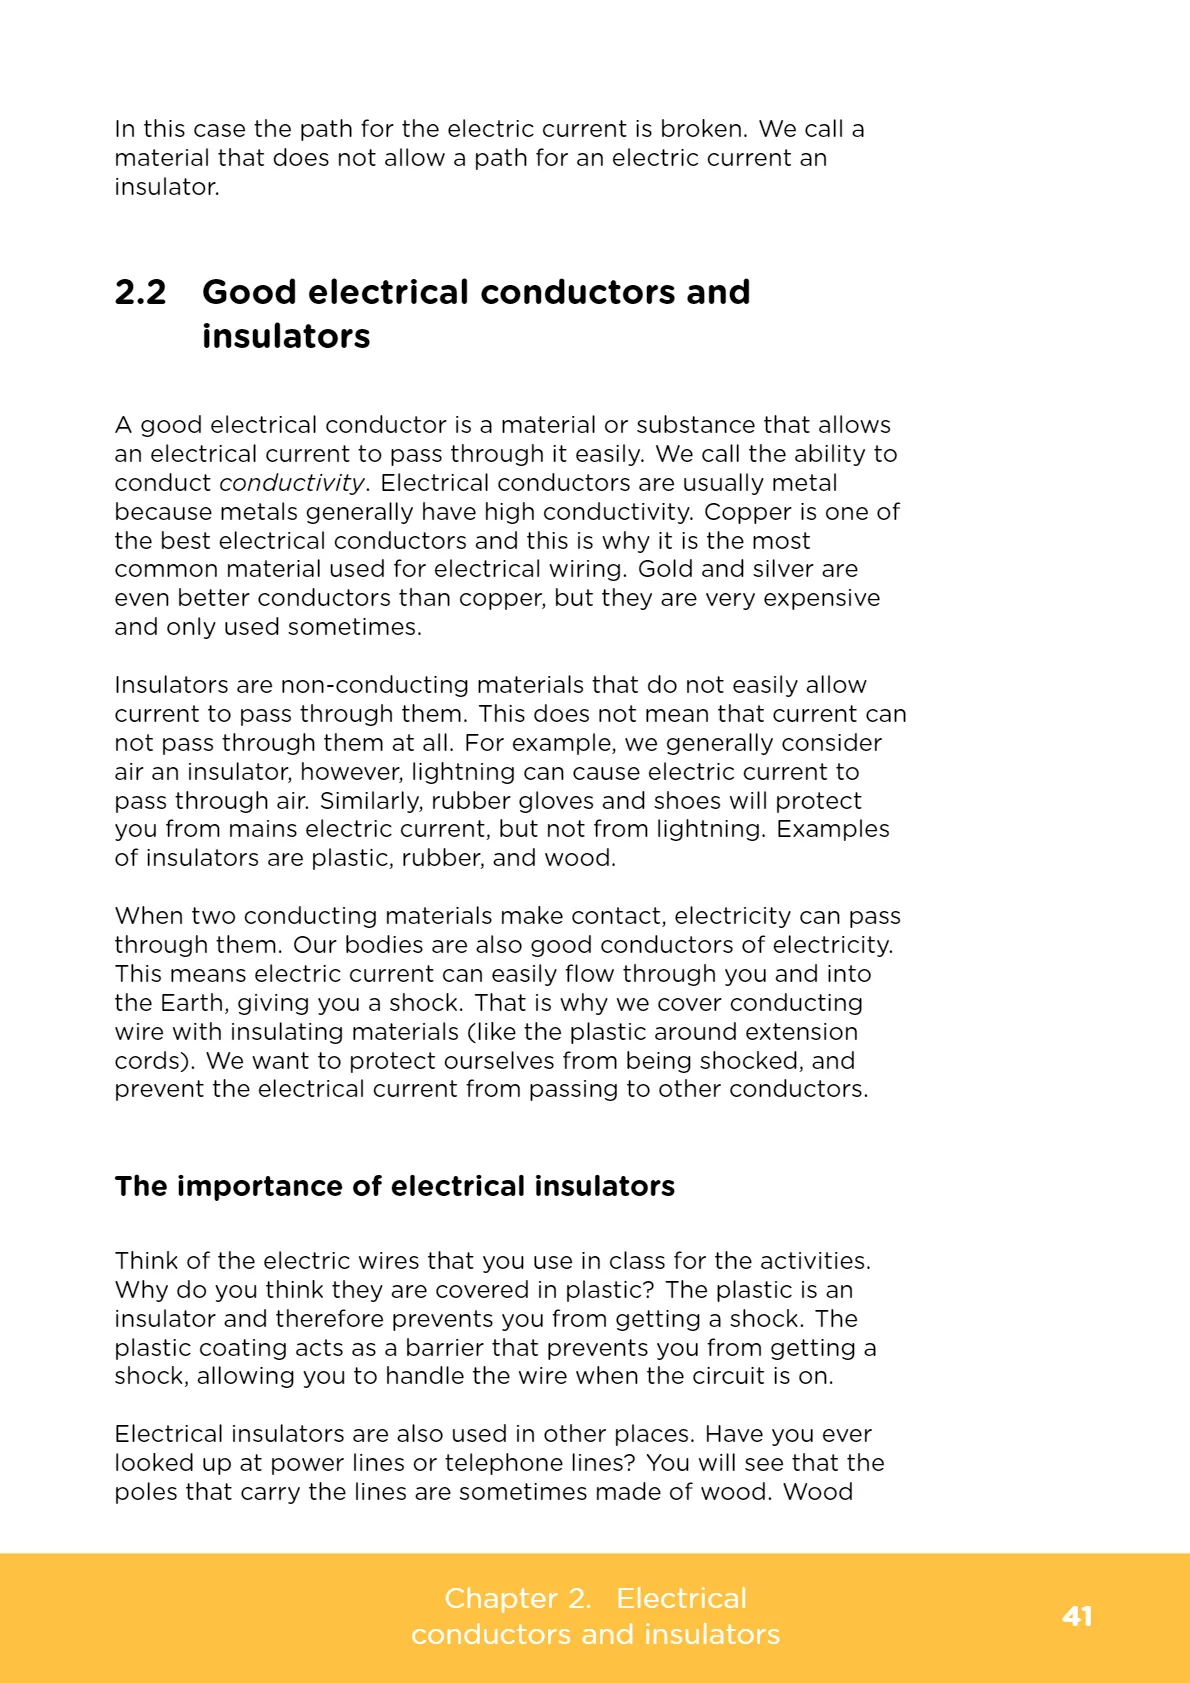 In this case the path for the electric current is broken. We call a
material that does not allow a path for an electric current an
insulator.
2.2 Good electrical conductors and
insulators
A good electrical conductor is a material or substance that allows
an electrical current to pass through it easily. We call the ability to
conduct conductivity. Electrical conductors are usually metal
because metals generally have high conductivity. Copper is one of
the best electrical conductors and this is why it is the most
common material used for electrical wiring. Gold and silver are
even better conductors than copper, but they are very expensive
and only used sometimes.
Insulators are non-conducting materials that do not easily allow
current to pass through them. This does not mean that current can
not pass through them at all. For example, we generally consider
air an insulator, however, lightning can cause electric current to
pass through air. Similarly, rubber gloves and shoes will protect
you from mains electric current, but not from lightning. Examples
of insulators are plastic, rubber, and wood.
When two conducting materials make contact, electricity can pass
through them. Our bodies are also good conductors of electricity.
This means electric current can easily flow through you and into
the Earth, giving you a shock. That is why we cover conducting
wire with insulating materials (like the plastic around extension
cords). We want to protect ourselves from being shocked, and
prevent the electrical current from passing to other conductors.
The importance of electrical insulators
Think of the electric wires that you use in class for the activities.
Why do you think they are covered in plastic? The plastic is an
insulator and therefore prevents you from getting a shock. The
plastic coating acts as a barrier that prevents you from getting a
shock, allowing you to handle the wire when the circuit is on.
Electrical insulators are also used in other places. Have you ever
looked up at power lines or telephone lines? You will see that the
poles that carry the lines are sometimes made of wood. Wood
Chapter 2. Electrical
conductors and insulators
41